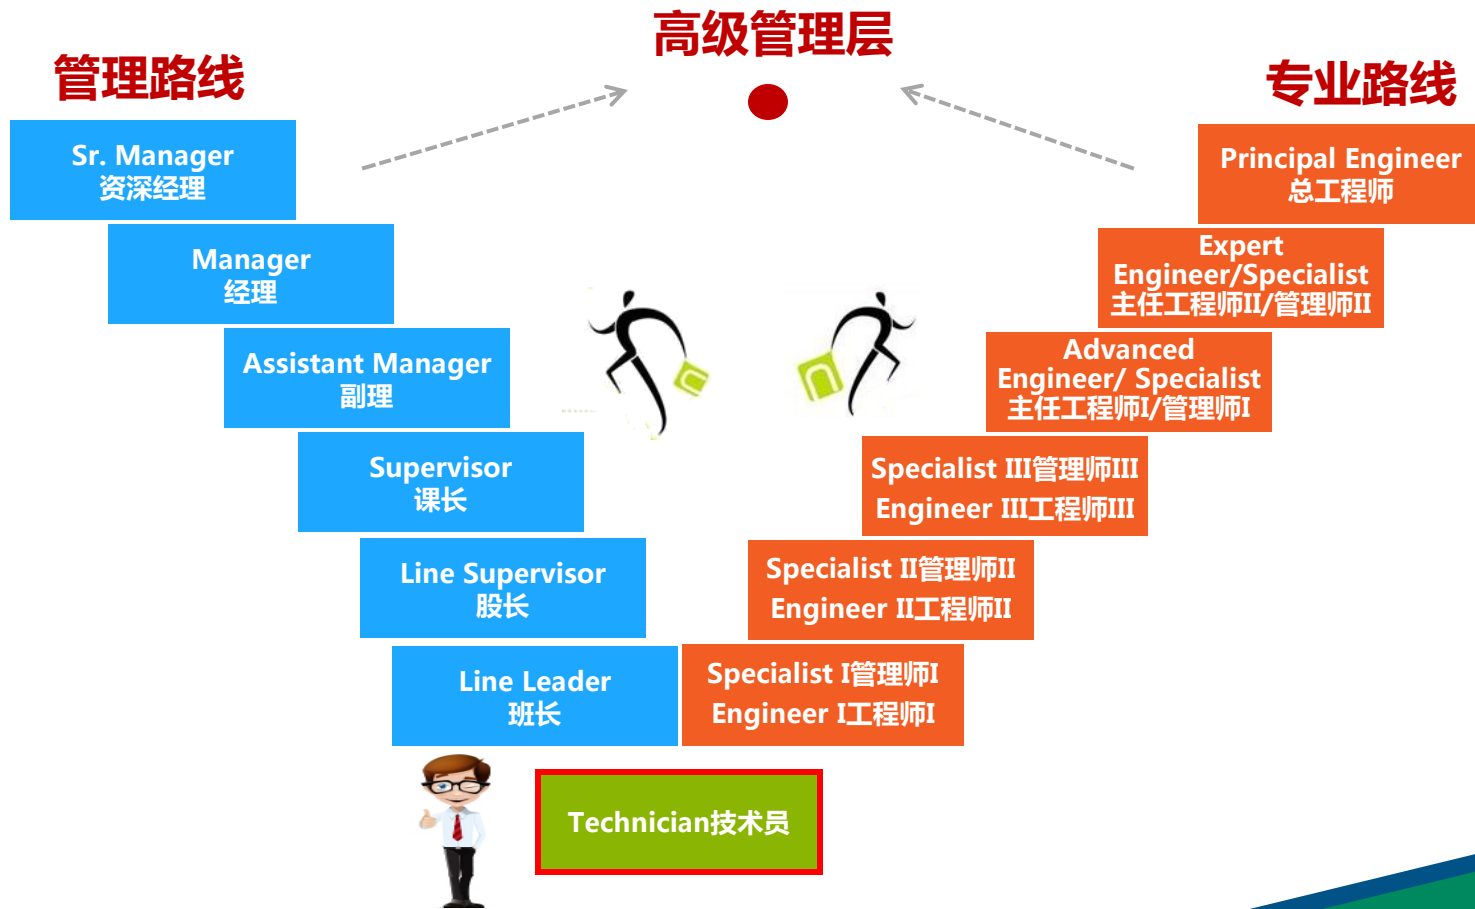 高级管理层
管理路线
专业路线
Sr. Manager
资深经理
Manager
经理
Assistant Manager
副理
Supervisor
课长
Line Supervisor
股长
Line Leader
班长
Principal Engineer
总工程师
Expert
Engineer/Specialist
主任工程师II/管理师II
Advanced
Engineer/ Specialist
主任工程师I/管理师I
Specialist III管理师III
Engineer III工程师III
Specialist II管理师II
Engineer II工程师II
Specialist I管理师I
Engineer I工程师I
Technician技术员